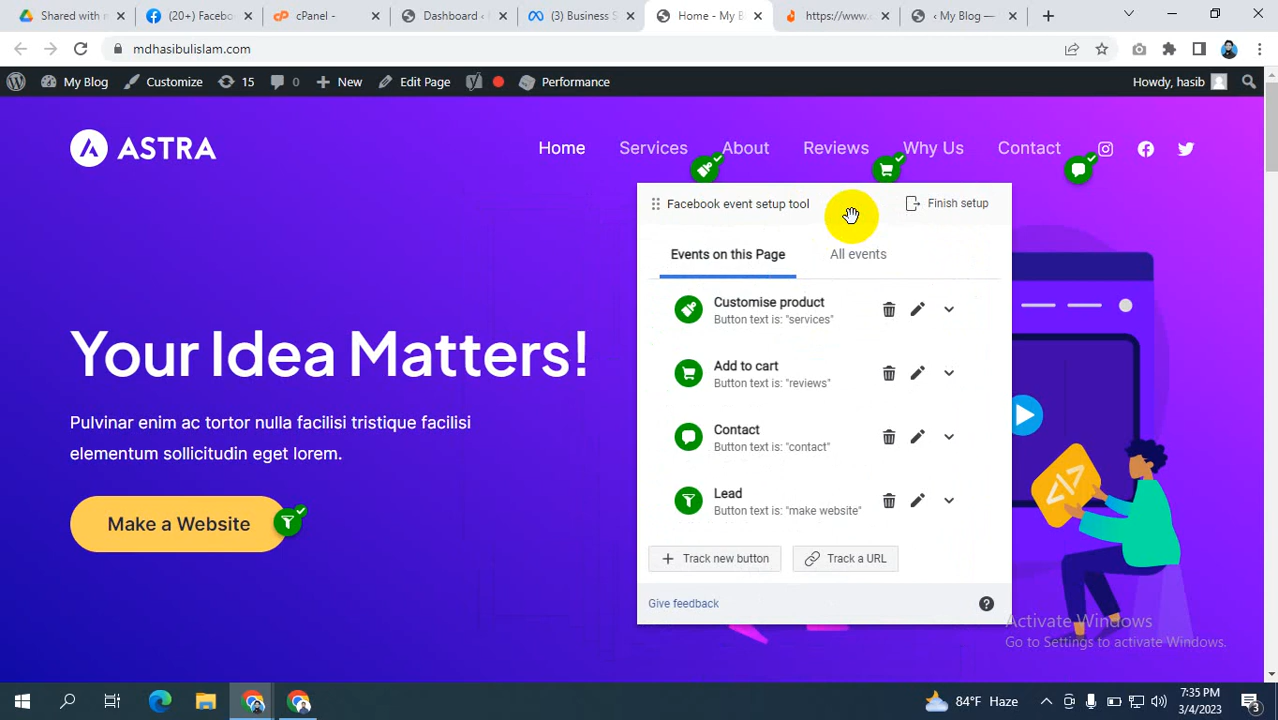 Shared with m
(20+) Faceboo
cPanel -
Dashboard ‹
(3) Business S
Home - My B
https://www.
‹ My Blog —
mdhasibulislam.com
My Blog
Customize
15
0
New
Edit Page
Performance
Howdy, hasib
ASTRA
Home
Services
About
Reviews
Why Us
Contact
Facebook event setup tool
Finish setup
Events on this Page
All events
Customise product
Button text is: "services"
Add to cart
Button text is: "reviews"
Contact
Button text is: "contact"
Lead
Button text is: "make website"
Track new button
Track a URL
Give feedback
Your Idea Matters!
Pulvinar enim ac tortor nulla facilisi tristique facilisi
elementum sollicitudin eget lorem.
Make a Website
Activate Windows
Go to Settings to activate Windows.
84°F Haze
7:35 PM
3/4/2023
3